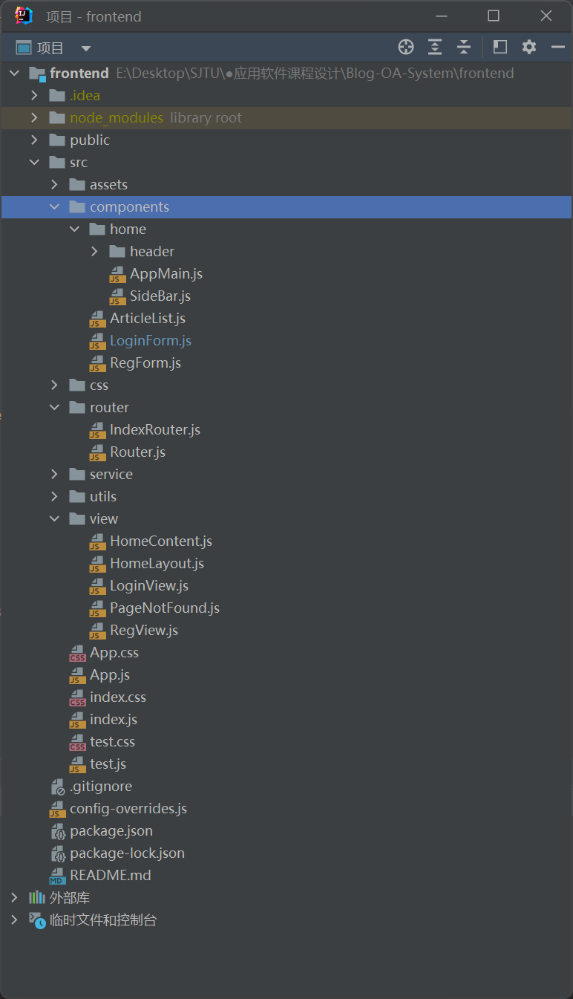 项目 - frontend
项目
frontend E:\Desktop\SJTU\●应用软件课程设计\Blog-OA-System\frontend
.idea
node_modules library root
public
src
assets
components
home
header
AppMain.js
SideBar.js
ArticleList.js
LoginForm.js
RegForm.js
css
router
IndexRouter.js
Router.js
service
utils
view
HomeContent.js
HomeLayout.js
LoginView.js
PageNotFound.js
RegView.js
App.css
App.js
index.css
index.js
test.css
test.js
.gitignore
config-overrides.js
package.json
package-lock.json
README.md
外部库
临时文件和控制台